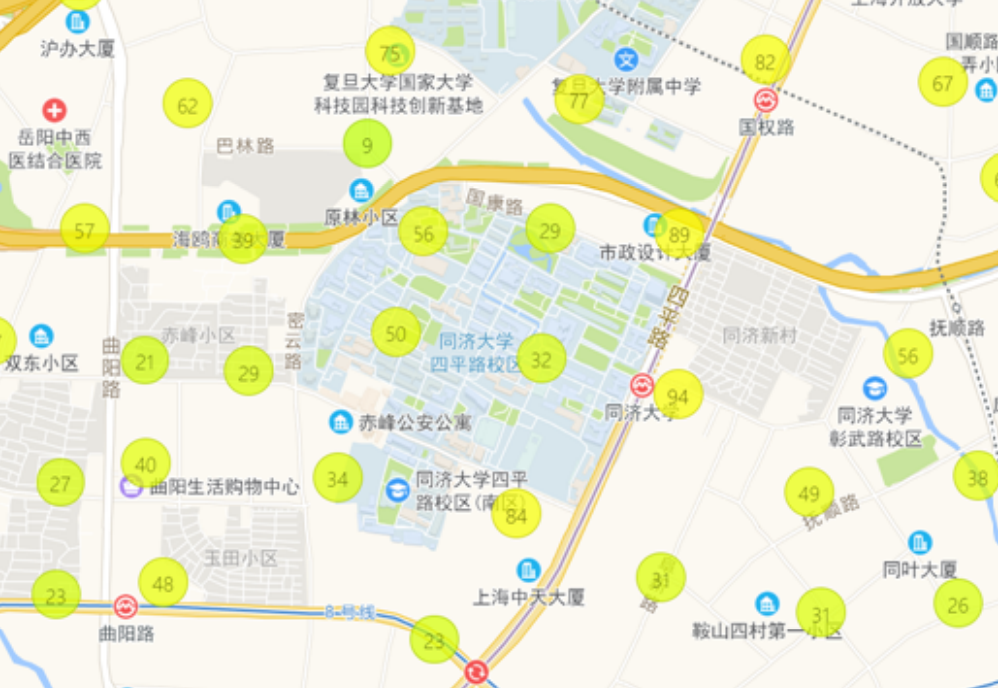 上海开放大学
沪办大厦
75
82
国顺路
弄小区
复旦大学国家大学
科技园科技创新基地
复旦大学附属中学
67
62
77
岳阳中西
医结合医院
国权路
巴林路
9
57
海鸥商务大厦
39
原林小区
国康路
56
29
市政设计大厦
89
四平路
双东小区
曲阳路
赤峰小区
密云路
50
同济大学
四平路校区
32
同济新村
抚顺路
56
21
29
同济大学
94
同济大学
彰武路校区
赤峰公安公寓
40
27
曲阳生活购物中心
34
同济大学四平
路校区(南区)
84
49
抚顺路
38
玉田小区
同叶大厦
23
48
上海中天大厦
31
路
26
曲阳路
8号线
23
鞍山四村第一小区
31